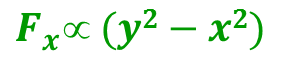 Fₓ∝ (y² − x²)